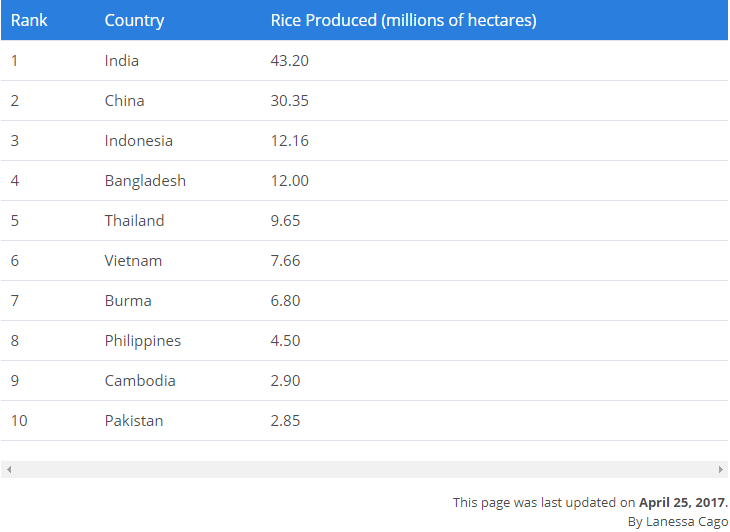 Rank Country Rice Produced (millions of hectares)
1 India 43.20
2 China 30.35
3 Indonesia 12.16
4 Bangladesh 12.00
5 Thailand 9.65
6 Vietnam 7.66
7 Burma 6.80
8 Philippines 4.50
9 Cambodia 2.90
10 Pakistan 2.85
This page was last updated on April 25, 2017.
By Lanessa Cago